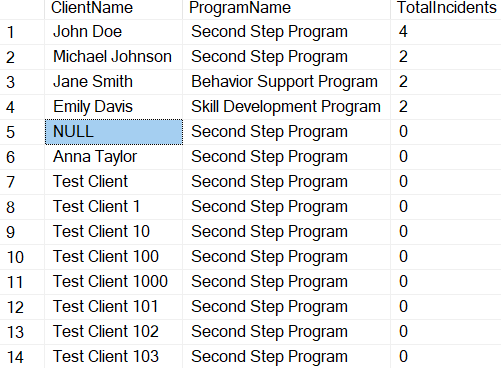 ClientName ProgramName TotalIncidents
1 John Doe Second Step Program 4
2 Michael Johnson Second Step Program 2
3 Jane Smith Behavior Support Program 2
4 Emily Davis Skill Development Program 2
5 NULL Second Step Program 0
6 Anna Taylor Second Step Program 0
7 Test Client Second Step Program 0
8 Test Client 1 Second Step Program 0
9 Test Client 10 Second Step Program 0
10 Test Client 100 Second Step Program 0
11 Test Client 1000 Second Step Program 0
12 Test Client 101 Second Step Program 0
13 Test Client 102 Second Step Program 0
14 Test Client 103 Second Step Program 0